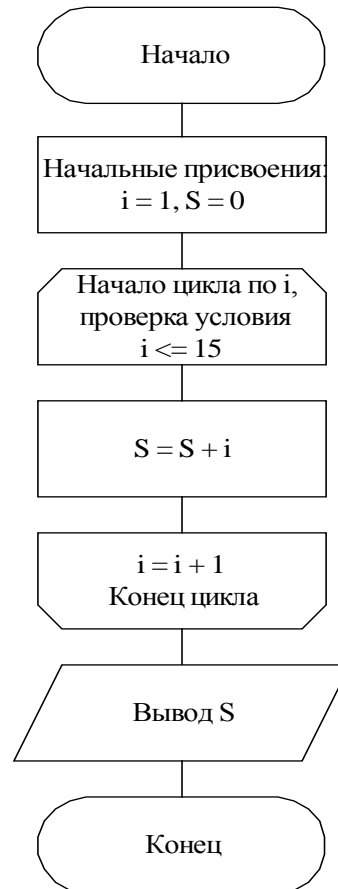 Начало
Начальные присвоения:
i = 1, S = 0
Начало цикла по i,
проверка условия
i <= 15
S = S + i
i = i + 1
Конец цикла
Вывод S
Конец